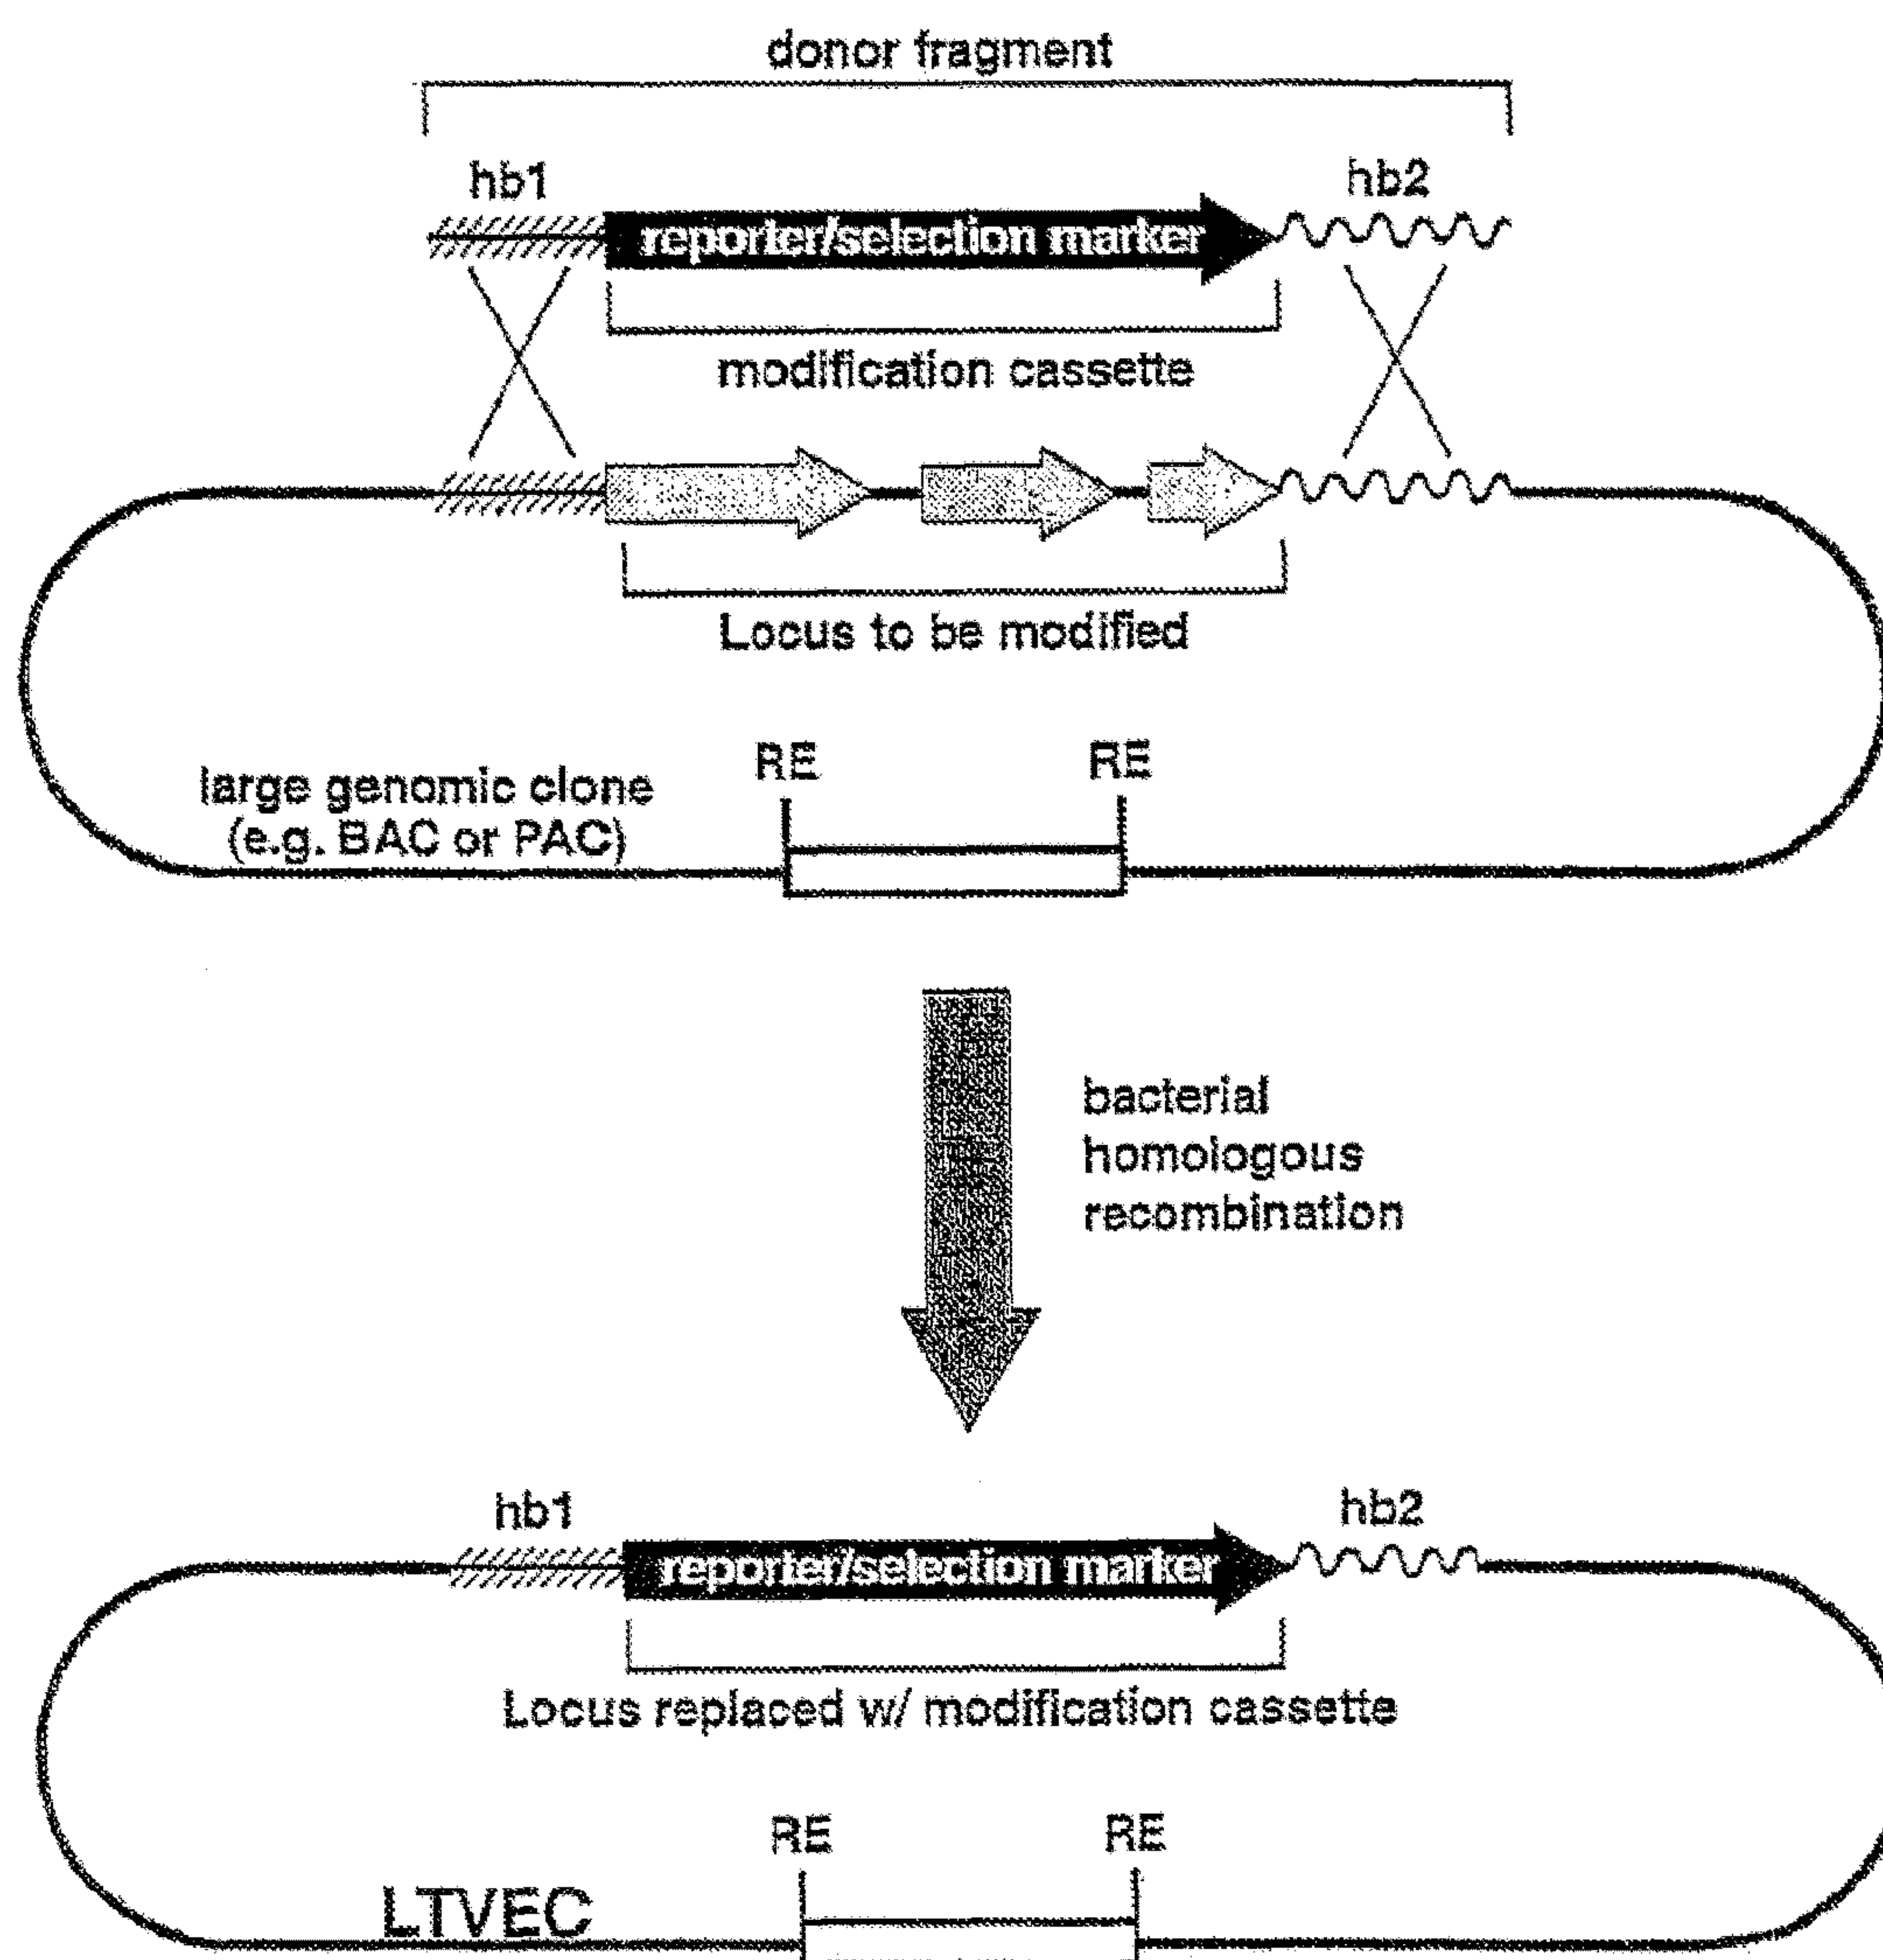 donor fragment
hb1
hb2
reporter/selection marker
modification cassette
Locus to be modified
RE
RE
large genomic clone
(e.g. BAC or PAC)
bacterial
homologous
recombination
hb1
hb2
reporter/selection marker
Locus replaced w/ modification cassette
RE
RE
LTVEC